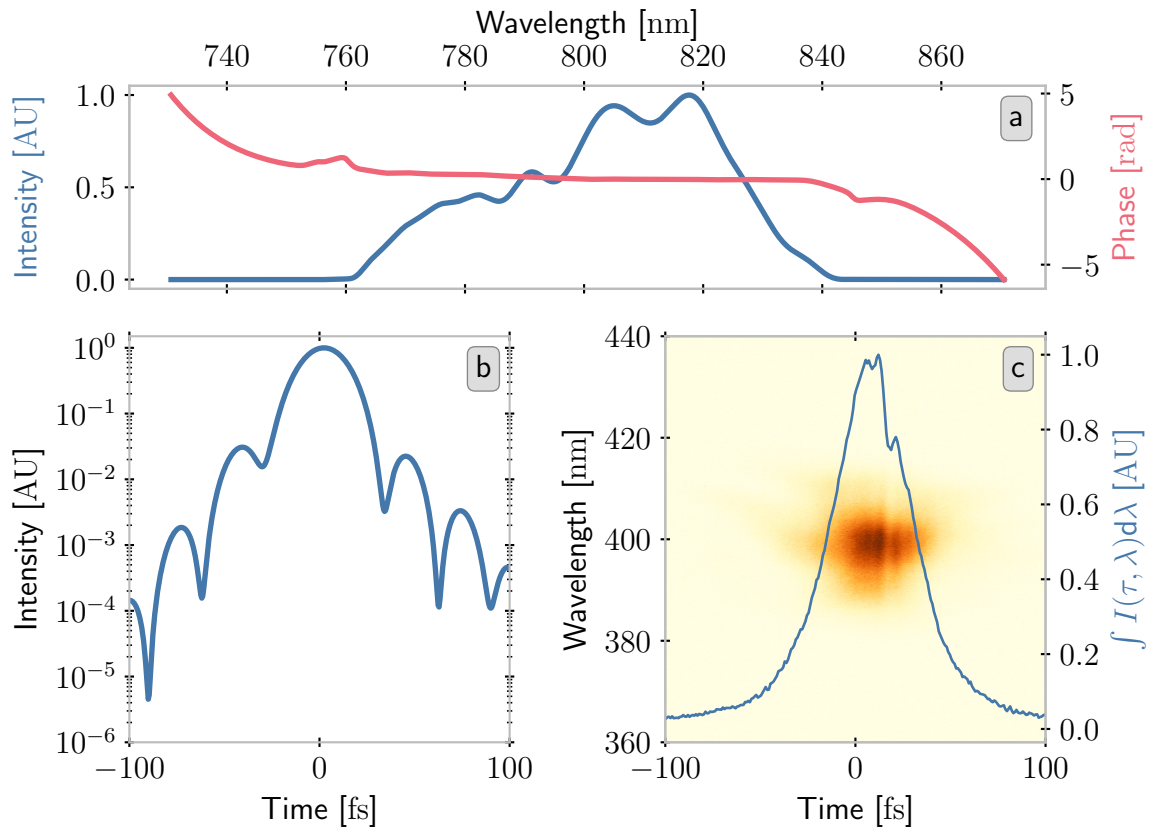 Wavelength [nm]
740 760 780 800 820 840 860
Intensity [AU]
1.0
0.5
0.0
a
5
0
−5
Phase [rad]
Intensity [AU]
10⁰
10⁻¹
10⁻²
10⁻³
10⁻⁴
10⁻⁵
10⁻⁶
b
−100 0 100
Time [fs]
Wavelength [nm]
440
420
400
380
360
c
1.0
0.8
0.6
0.4
0.2
0.0
∫ I(τ, λ)dλ [AU]
−100 0 100
Time [fs]